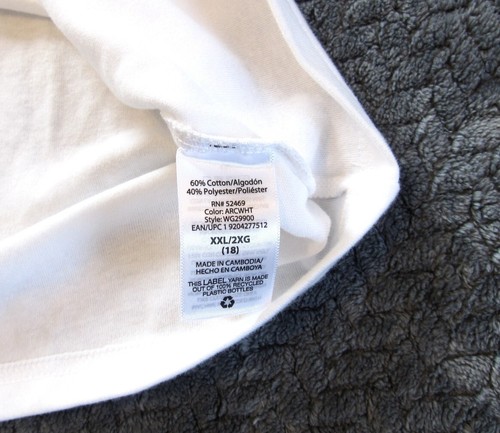 60% Cotton/Algodón
40% Polyester/Poliéster
RN# 52469
Color: ARCWHT
Style: WG29900
EAN/UPC 1 9204277512
XXL/2XG
(18)
MADE IN CAMBODIA/
HECHO EN CAMBOYA
THIS LABEL YARN IS MADE
OUT OF 100% RECYCLED
PLASTIC BOTTLES